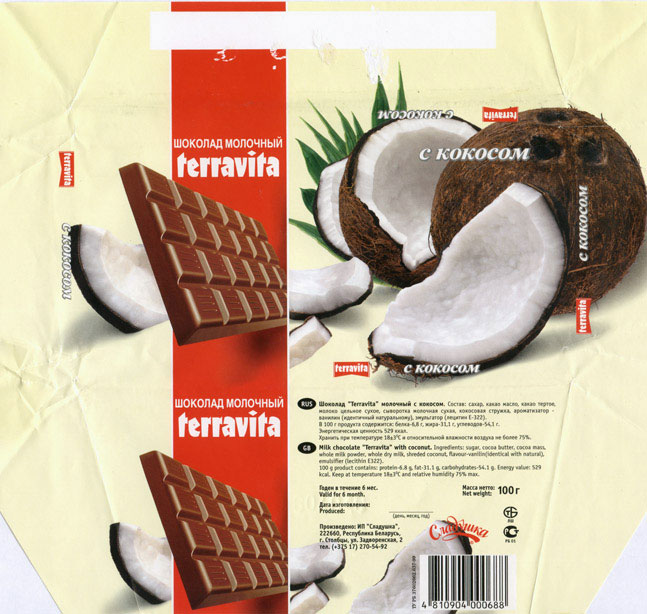 с кокосом
terravita
ШОКОЛАД МОЛОЧНЫЙ
terravita
с кокосом
terravita
с кокосом
с кокосом
terravita
terravita
с кокосом
ШОКОЛАД МОЛОЧНЫЙ
terravita
RUS Шоколад "Terravita" молочный с кокосом. Состав: сахар, какао масло, какао тертое,
молоко цельное сухое, сыворотка молочная сухая, кокосовая стружка, ароматизатор -
ванилин (идентичный натуральному), эмульгатор (лецитин Е-322).
В 100 г продукта содержится: белка-6,8 г, жира-31,1 г, углеводов-54,1 г.
Энергетическая ценность 529 ккал.
Хранить при температуре 18±3°С и относительной влажности воздуха не более 75%.
GB Milk chocolate "Terravita" with coconut. Ingredients: sugar, cocoa butter, cocoa mass,
whole milk powder, whole dry milk, shredded coconut, flavour-vanilin(identical with natural),
emulsifier (lecithin E322).
100 g product contains: protein-6.8 g, fat-31.1 g, carbohydrates-54.1 g. Energy value: 529
kcal. Keep at temperature 18±3°C and relative humidity 75% max.
Годен в течение 6 мес.
Valid for 6 month.
Масса нетто:
Net weight: 100 г
Дата изготовления:
Produced:
(день, месяц, год)
Произведено: ИП "Сладушка",
222660, Республика Беларусь,
г. Столбцы, ул. Задворенская, 2
тел. (+375 17) 270-54-92
Сладушка
4 810904 000688